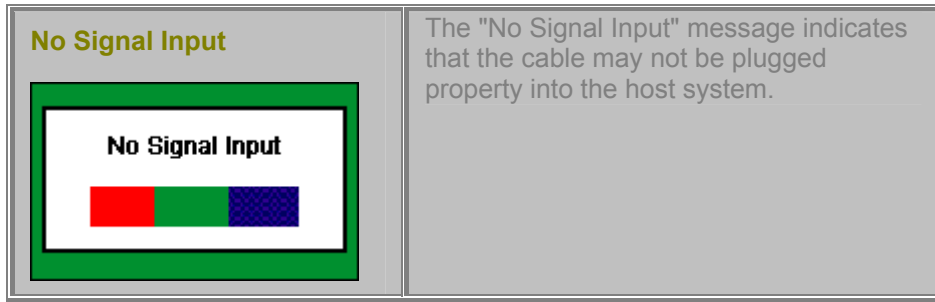 No Signal Input
No Signal Input
The "No Signal Input" message indicates
that the cable may not be plugged
property into the host system.